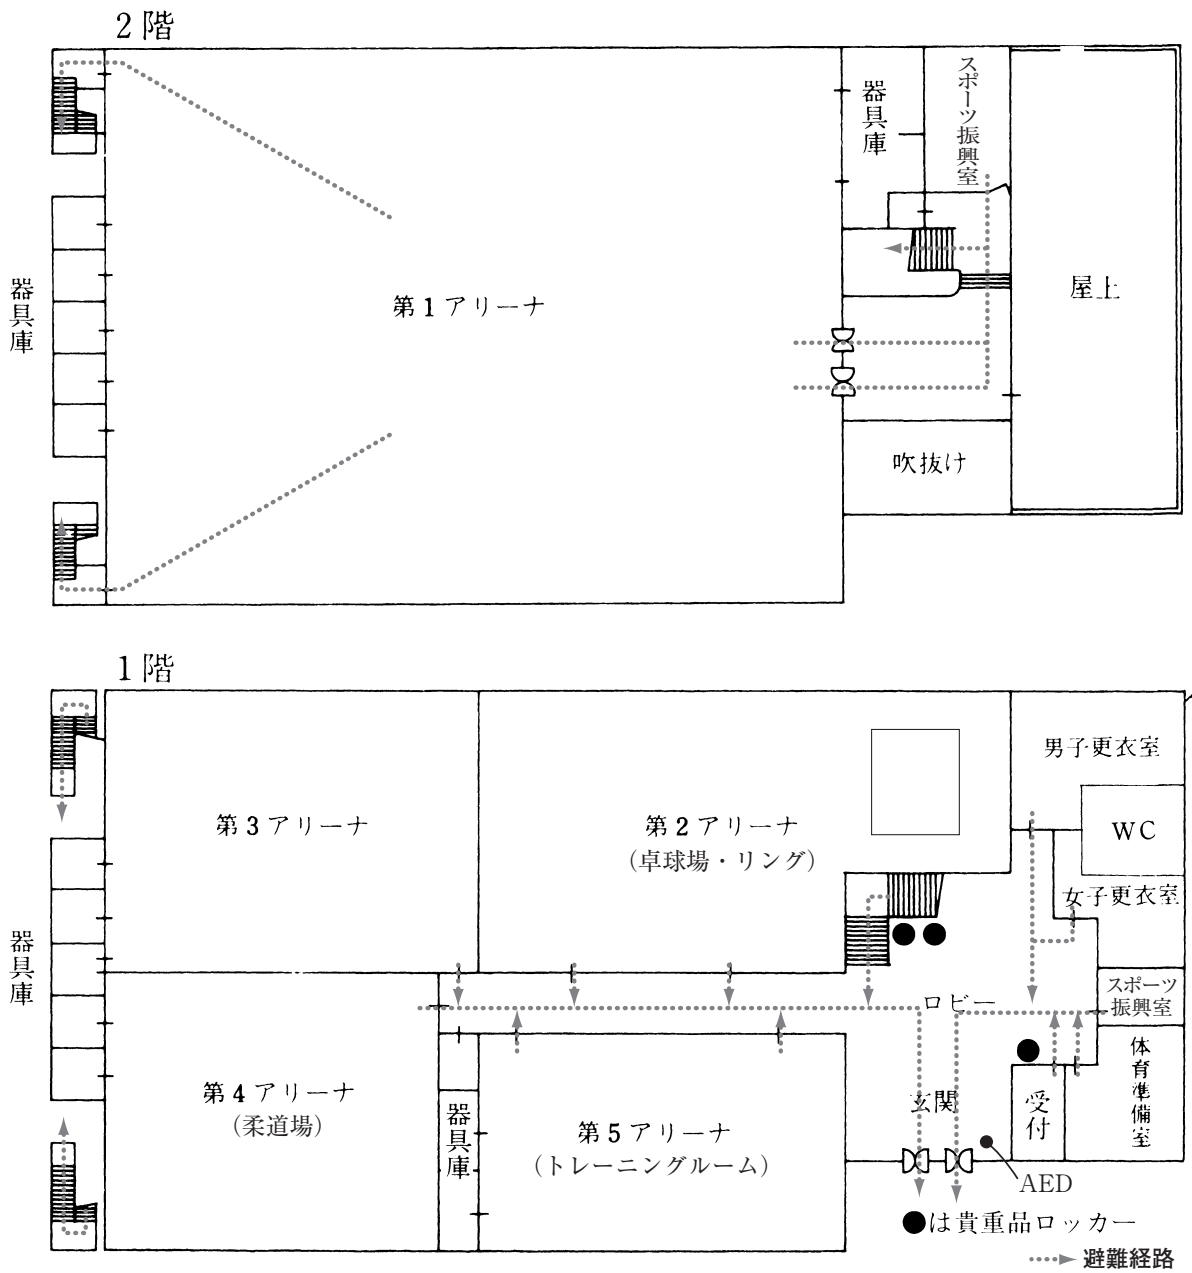 2階
器具庫
スポーツ振興室
器具庫
第1アリーナ
屋上
吹抜け
1階
男子更衣室
第3アリーナ
第2アリーナ
(卓球場・リング)
WC
女子更衣室
器具庫
ロビー
スポーツ
振興室
第4アリーナ
(柔道場)
器具庫
第5アリーナ
(トレーニングルーム)
玄関
受付
体育準備室
AED
●は貴重品ロッカー
避難経路